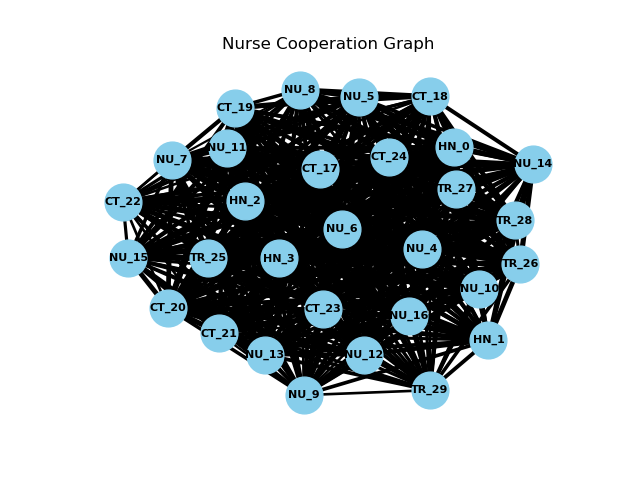 Nurse Cooperation Graph
NU_8
NU_5
CT_18
CT_19
NU_11
HN_0
CT_24
NU_7
NU_14
CT_17
TR_27
HN_2
CT_22
TR_28
NU_6
NU_4
NU_15
TR_25
HN_3
TR_26
NU_10
CT_20
CT_23
NU_16
CT_21
HN_1
NU_13
NU_12
TR_29
NU_9